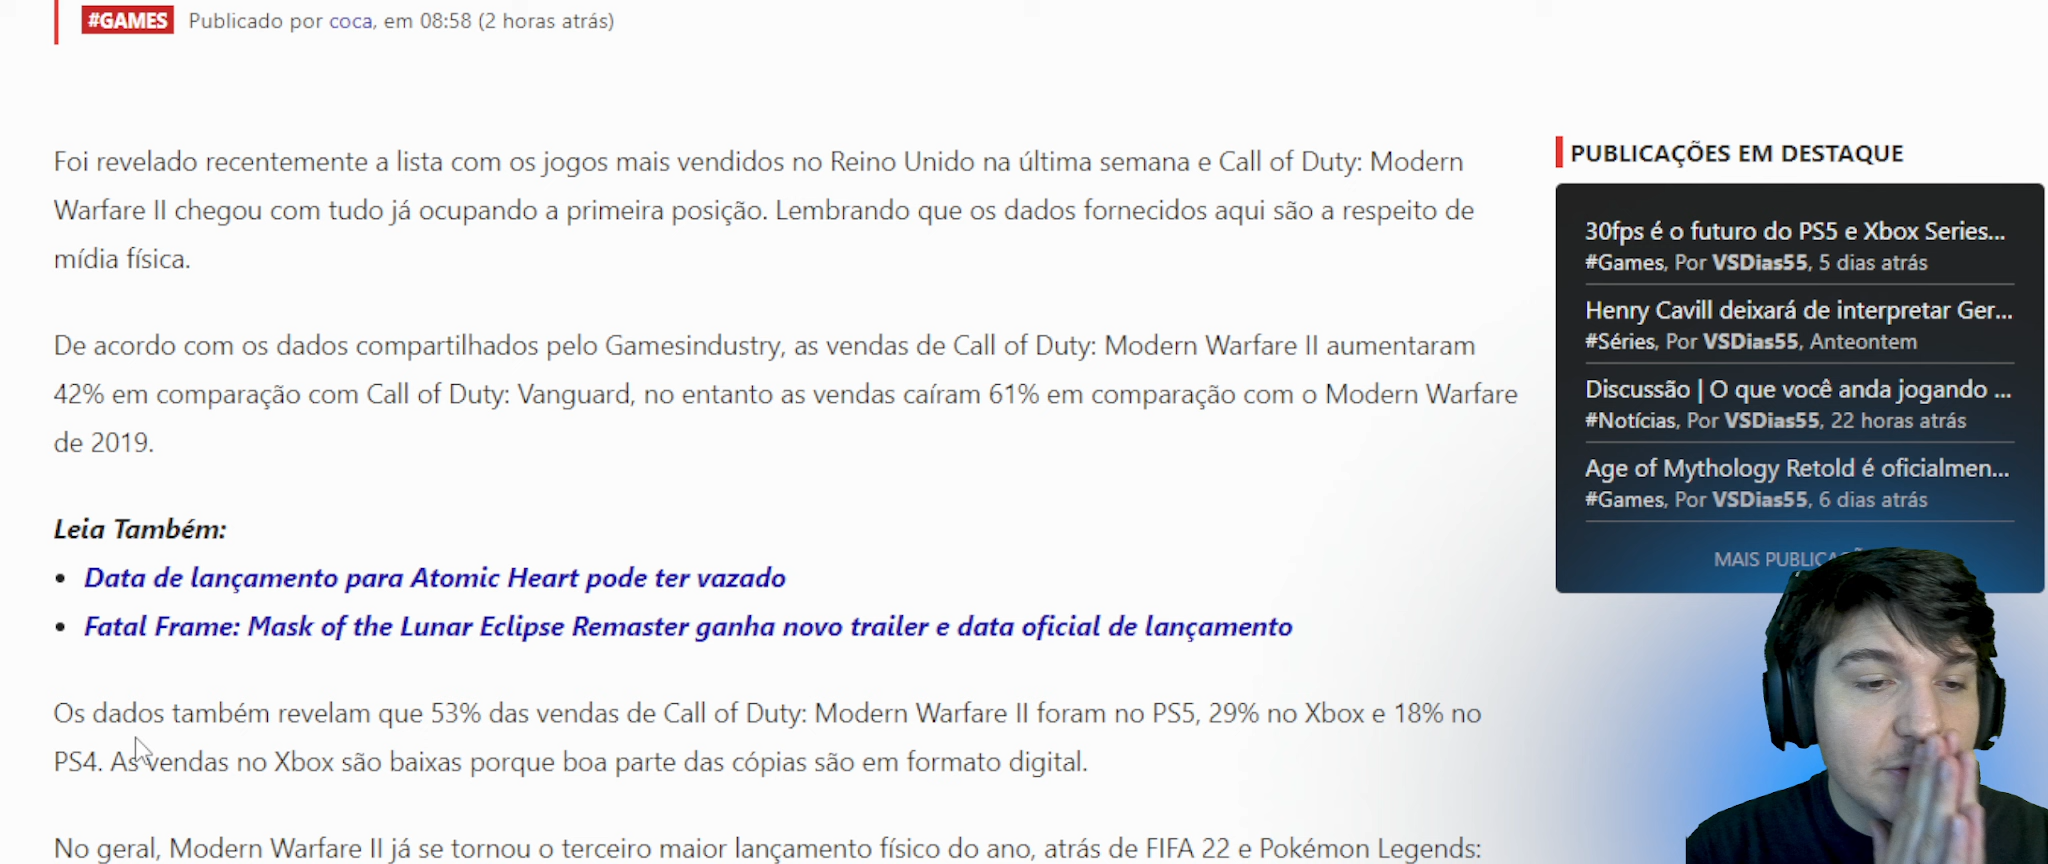 #GAMES Publicado por coca, em 08:58 (2 horas atrás)
Foi revelado recentemente a lista com os jogos mais vendidos no Reino Unido na última semana e Call of Duty: Modern
Warfare II chegou com tudo já ocupando a primeira posição. Lembrando que os dados fornecidos aqui são a respeito de
mídia física.
De acordo com os dados compartilhados pelo Gamesindustry, as vendas de Call of Duty: Modern Warfare II aumentaram
42% em comparação com Call of Duty: Vanguard, no entanto as vendas caíram 61% em comparação com o Modern Warfare
de 2019.
Leia Também:
• Data de lançamento para Atomic Heart pode ter vazado
• Fatal Frame: Mask of the Lunar Eclipse Remaster ganha novo trailer e data oficial de lançamento
Os dados também revelam que 53% das vendas de Call of Duty: Modern Warfare II foram no PS5, 29% no Xbox e 18% no
PS4. As vendas no Xbox são baixas porque boa parte das cópias são em formato digital.
No geral, Modern Warfare II já se tornou o terceiro maior lançamento físico do ano, atrás de FIFA 22 e Pokémon Legends:
PUBLICAÇÕES EM DESTAQUE
30fps é o futuro do PS5 e Xbox Series...
#Games, Por VSDias55, 5 dias atrás
Henry Cavill deixará de interpretar Ger...
#Séries, Por VSDias55, Anteontem
Discussão | O que você anda jogando ...
#Notícias, Por VSDias55, 22 horas atrás
Age of Mythology Retold é oficialmen...
#Games, Por VSDias55, 6 dias atrás
MAIS